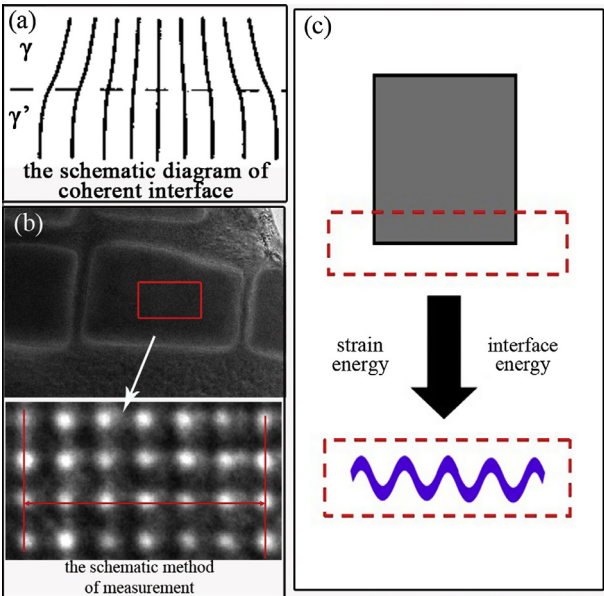 (a)
γ
γ'
the schematic diagram of
coherent interface
(b)
the schematic method
of measurement
(c)
strain
energy
interface
energy